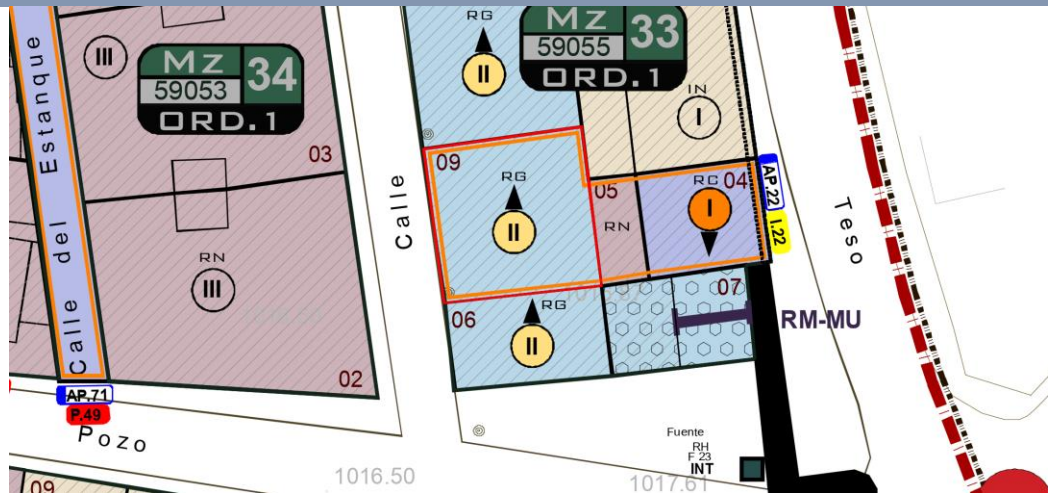 RG
II
Mz
59055
33
ORD.1
Mz
59053
34
ORD.1
III
Calle del Estanque
03
IN
I
Calle
09
RG
II
05
RN
RC
04
I
AP.22
I.22
Teso
RN
III
RG
II
06
07
RM-MU
02
AP.71
P.49
Pozo
Fuente
RH
F 23
INT
1016.50
1017.61
09